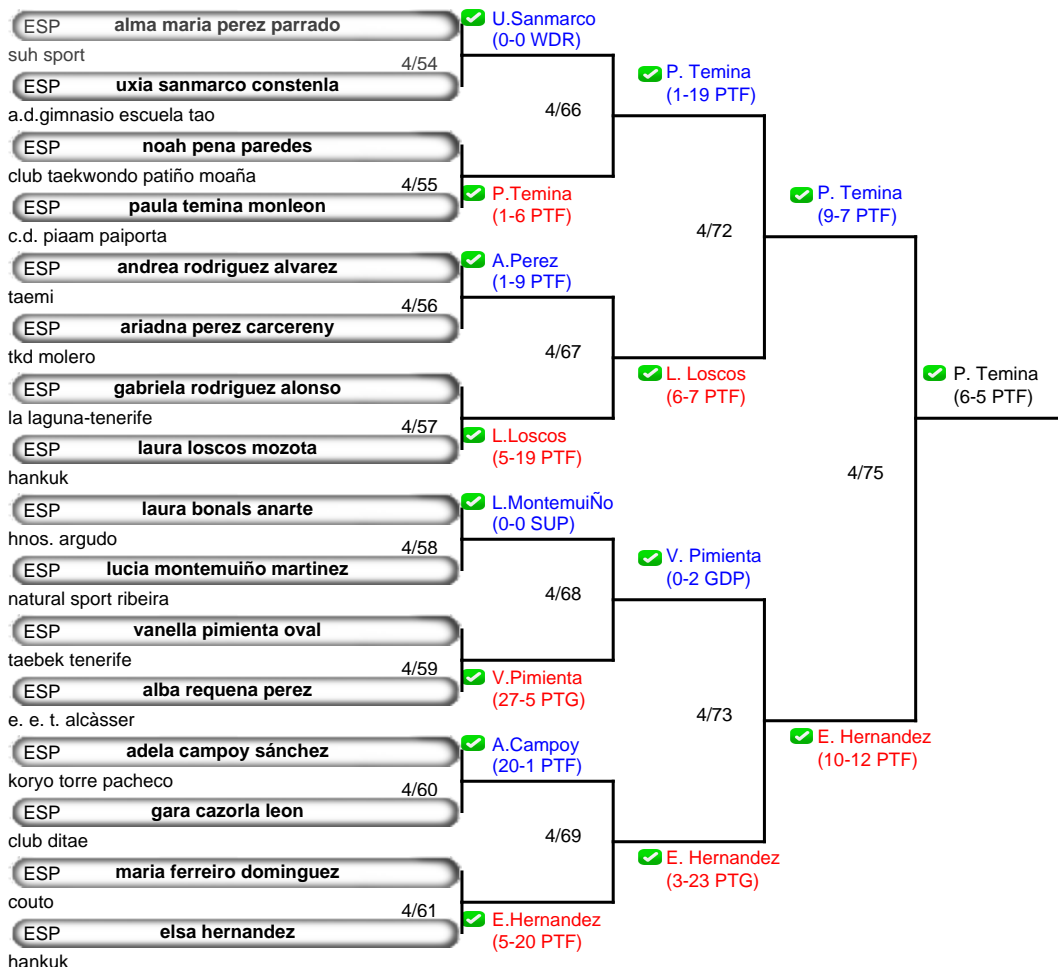 ESP alma maria perez parrado
suh sport
4/54
ESP uxia sanmarco constenla
a.d.gimnasio escuela tao
ESP noah pena paredes
club taekwondo patiño moaña
4/55
ESP paula temina monleon
c.d. piaam paiporta
ESP andrea rodriguez alvarez
taemi
4/56
ESP ariadna perez carcereny
tkd molero
ESP gabriela rodriguez alonso
la laguna-tenerife
4/57
ESP laura loscos mozota
hankuk
ESP laura bonals anarte
hnos. argudo
4/58
ESP lucia montemuiño martinez
natural sport ribeira
ESP vanella pimienta oval
taebek tenerife
4/59
ESP alba requena perez
e. e. t. alcàsser
ESP adela campoy sánchez
koryo torre pacheco
4/60
ESP gara cazorla leon
club ditae
ESP maria ferreiro dominguez
couto
4/61
ESP elsa hernandez
hankuk
U.Sanmarco
(0-0 WDR)
4/66
P.Temina
(1-6 PTF)
A.Perez
(1-9 PTF)
4/67
L.Loscos
(5-19 PTF)
L.MontemuiÑo
(0-0 SUP)
4/68
V.Pimienta
(27-5 PTG)
A.Campoy
(20-1 PTF)
4/69
E.Hernandez
(5-20 PTF)
P. Temina
(1-19 PTF)
4/72
L. Loscos
(6-7 PTF)
V. Pimienta
(0-2 GDP)
4/73
E. Hernandez
(3-23 PTG)
P. Temina
(9-7 PTF)
4/75
E. Hernandez
(10-12 PTF)
P. Temina
(6-5 PTF)